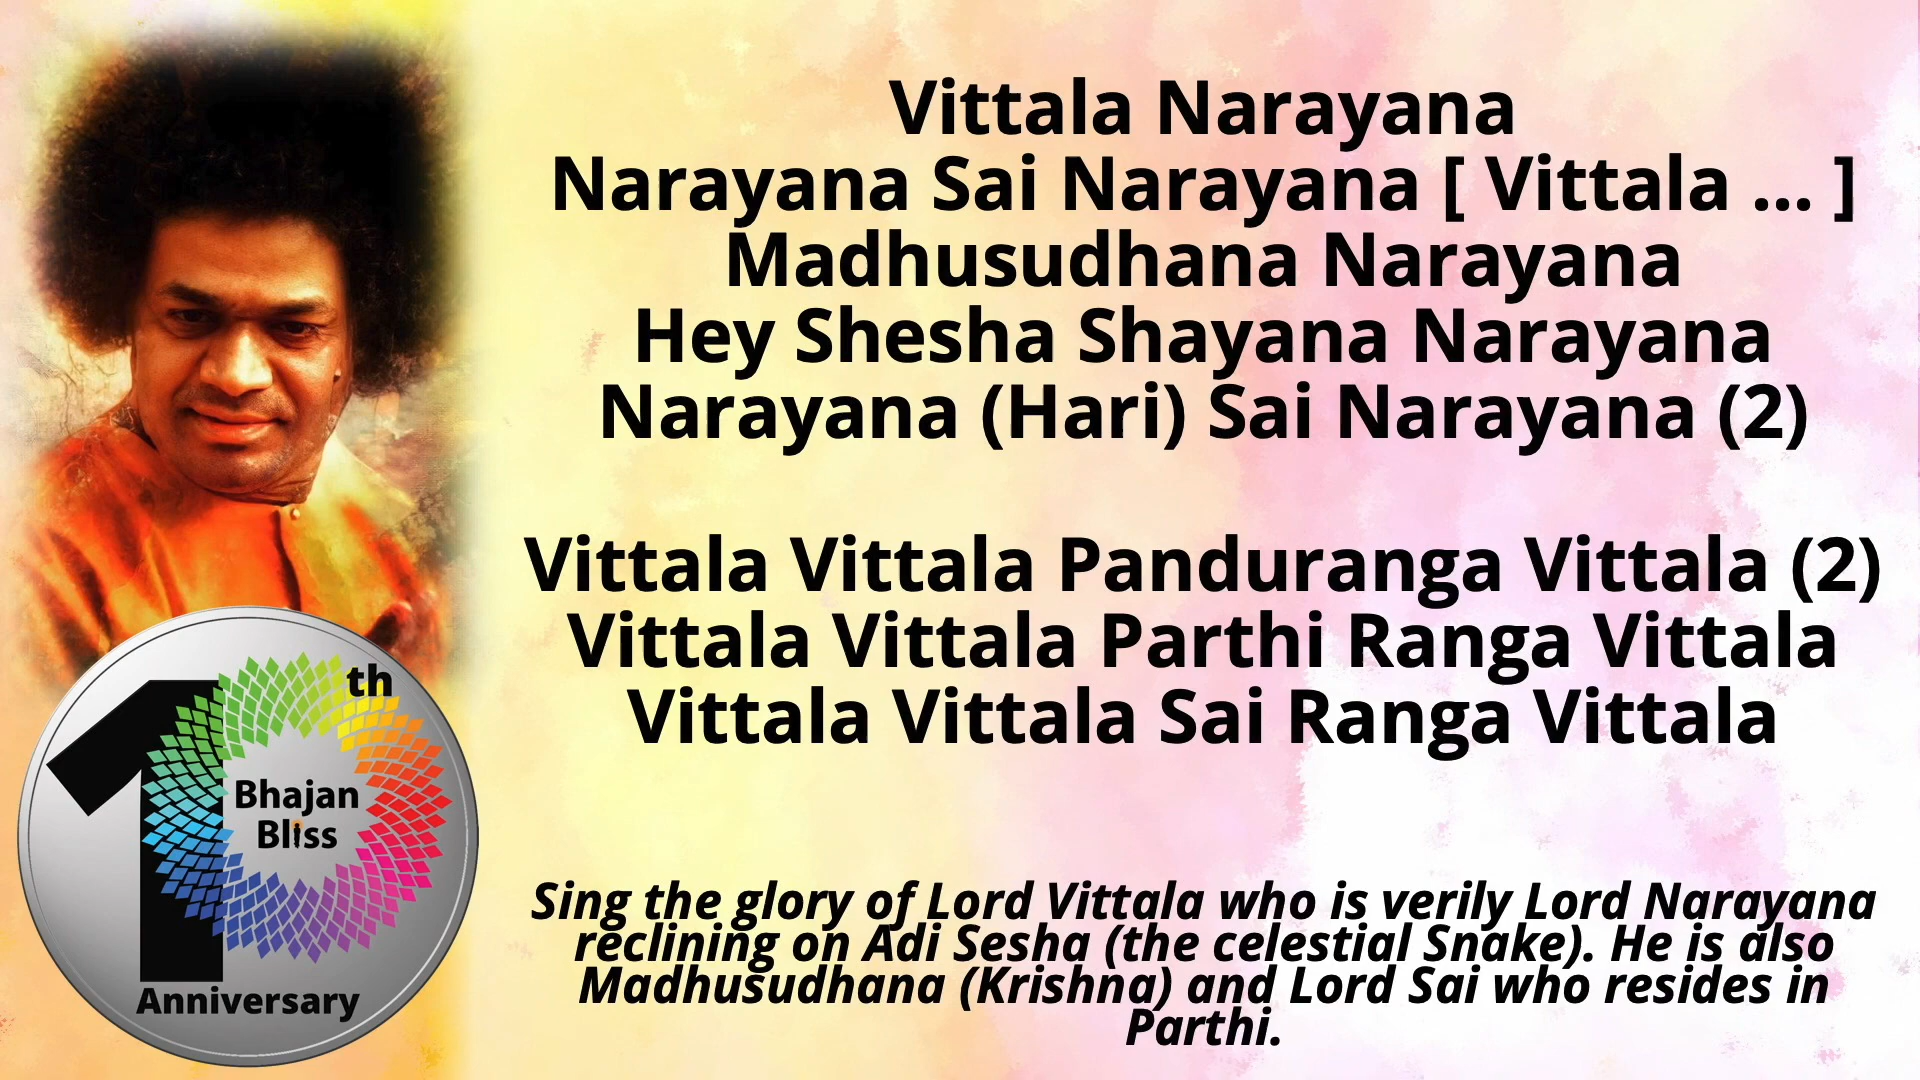 Vittala Narayana
Narayana Sai Narayana [ Vittala ... ]
Madhusudhana Narayana
Hey Shesha Shayana Narayana
Narayana (Hari) Sai Narayana (2)
Vittala Vittala Panduranga Vittala (2)
Vittala Vittala Parthi Ranga Vittala
Vittala Vittala Sai Ranga Vittala
Sing the glory of Lord Vittala who is verily Lord Narayana
reclining on Adi Sesha (the celestial Snake). He is also
Madhusudhana (Krishna) and Lord Sai who resides in
Parthi.
10th
Bhajan
Bliss
Anniversary